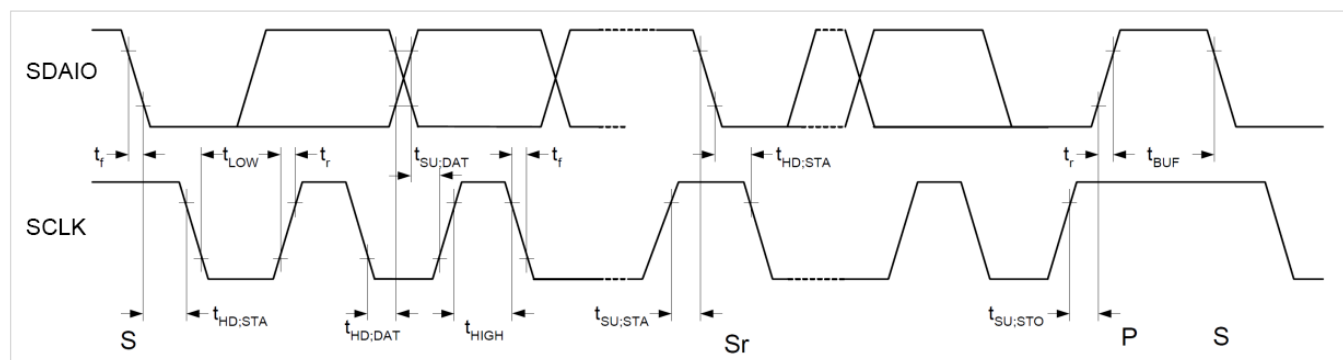 SDAIO
t_f t_LOW t_r t_SU;DAT t_f t_HD;STA t_r t_BUF
SCLK
t_HD;STA t_HD;DAT t_HIGH t_SU;STA t_SU;STO
S Sr P S